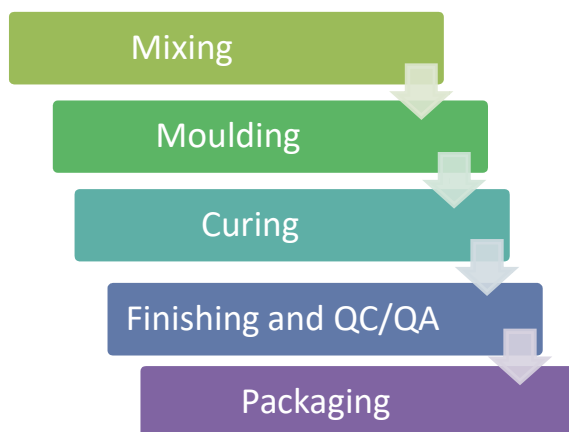 Mixing
Moulding
Curing
Finishing and QC/QA
Packaging